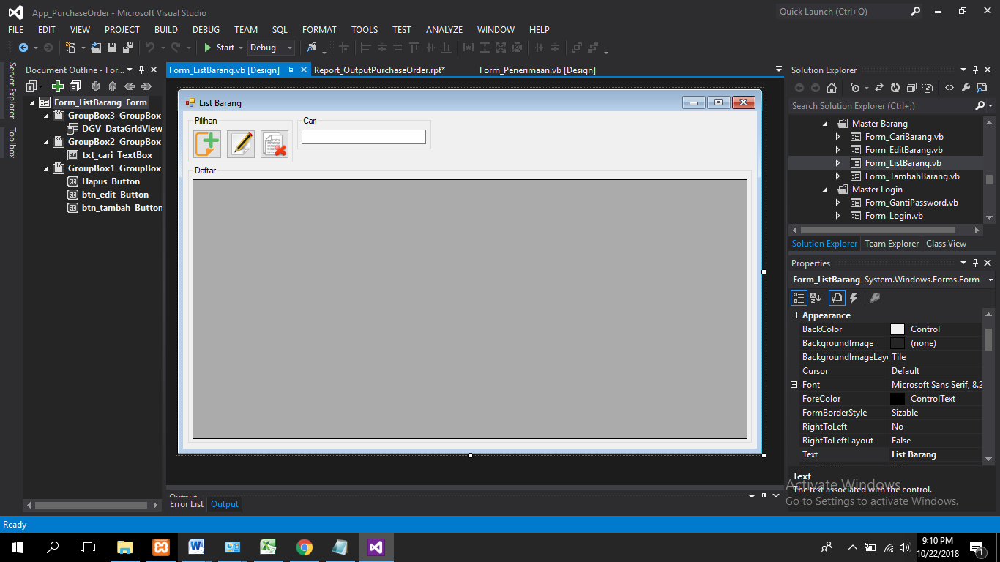 App_PurchaseOrder - Microsoft Visual Studio
Quick Launch (Ctrl+Q)
FILE EDIT VIEW PROJECT BUILD DEBUG TEAM SQL FORMAT TOOLS TEST ANALYZE WINDOW HELP
Start Debug
Server Explorer
Toolbox
Document Outline - For...
Form_ListBarang Form
GroupBox3 GroupBox
DGV DataGridView
GroupBox2 GroupBox
txt_cari TextBox
GroupBox1 GroupBox
Hapus Button
btn_edit Button
btn_tambah Button
Form_ListBarang.vb [Design] Report_OutputPurchaseOrder.rpt* Form_Penerimaan.vb [Design]
List Barang
Pilihan Cari
Daftar
Error List Output
Solution Explorer
Search Solution Explorer (Ctrl+;)
Master Barang
Form_CariBarang.vb
Form_EditBarang.vb
Form_ListBarang.vb
Form_TambahBarang.vb
Master Login
Form_GantiPassword.vb
Form_Login.vb
Solution Explorer Team Explorer Class View
Properties
Form_ListBarang System.Windows.Forms.Form
Appearance
BackColor Control
BackgroundImage (none)
BackgroundImageLayo Tile
Cursor Default
Font Microsoft Sans Serif, 8.2
ForeColor ControlText
FormBorderStyle Sizable
RightToLeft No
RightToLeftLayout False
Text List Barang
Text
The text associated with the control.
Activate Windows
Go to Settings to activate Windows.
Ready
9:10 PM
10/22/2018
1